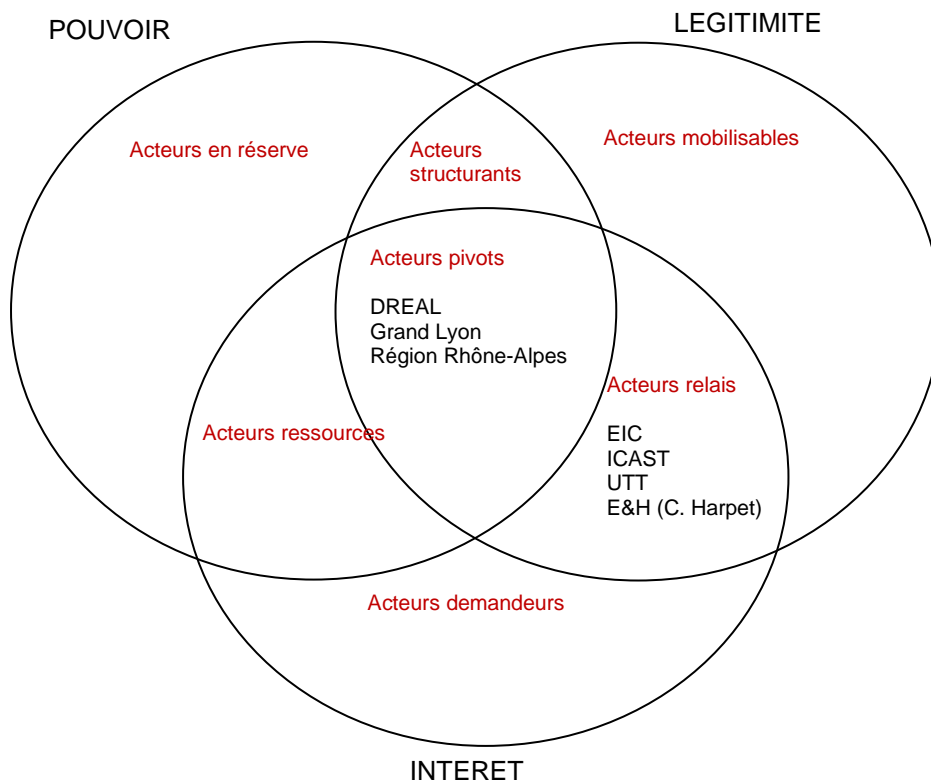 POUVOIR
LEGITIMITE
Acteurs en réserve
Acteurs
structurants
Acteurs mobilisables
Acteurs pivots
DREAL
Grand Lyon
Région Rhône-Alpes
Acteurs relais
Acteurs ressources
EIC
ICAST
UTT
E&H (C. Harpet)
Acteurs demandeurs
INTERET